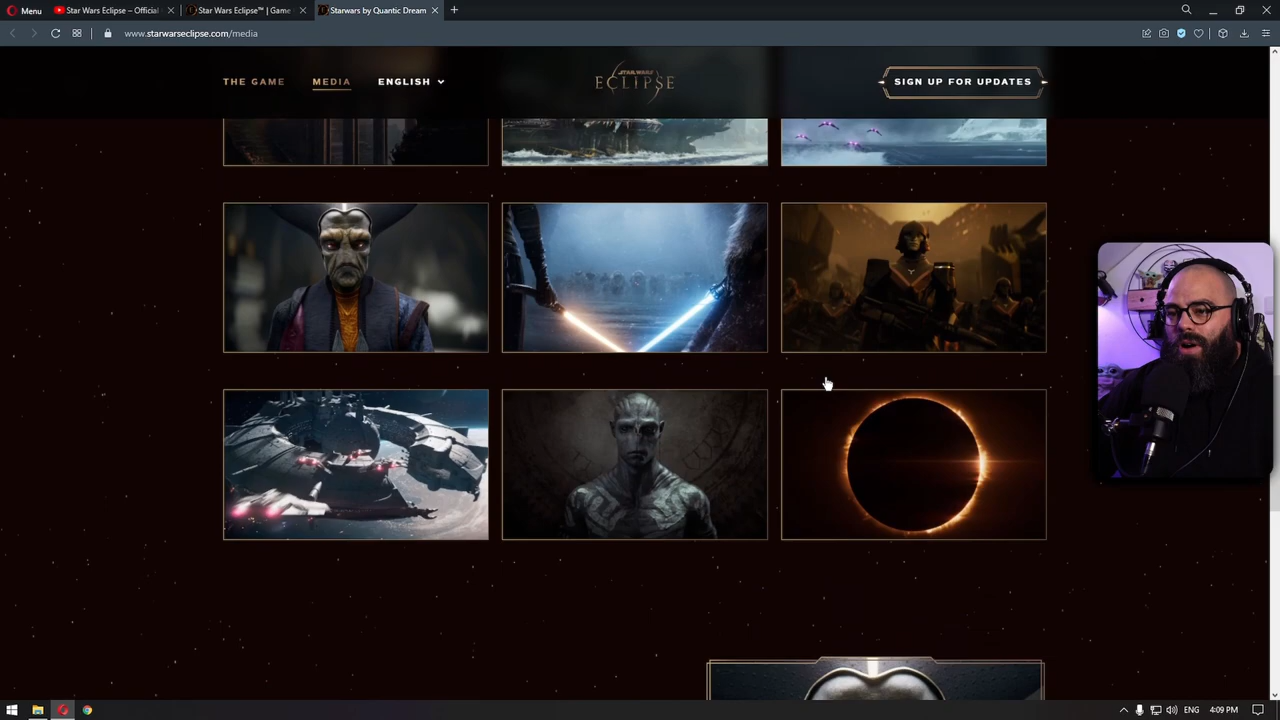 Menu
Star Wars Eclipse – Official
Star Wars Eclipse™ | Game
Starwars by Quantic Dream
www.starwarseclipse.com/media
THE GAME
MEDIA
ENGLISH
STAR WARS
ECLIPSE
SIGN UP FOR UPDATES
ENG
4:09 PM